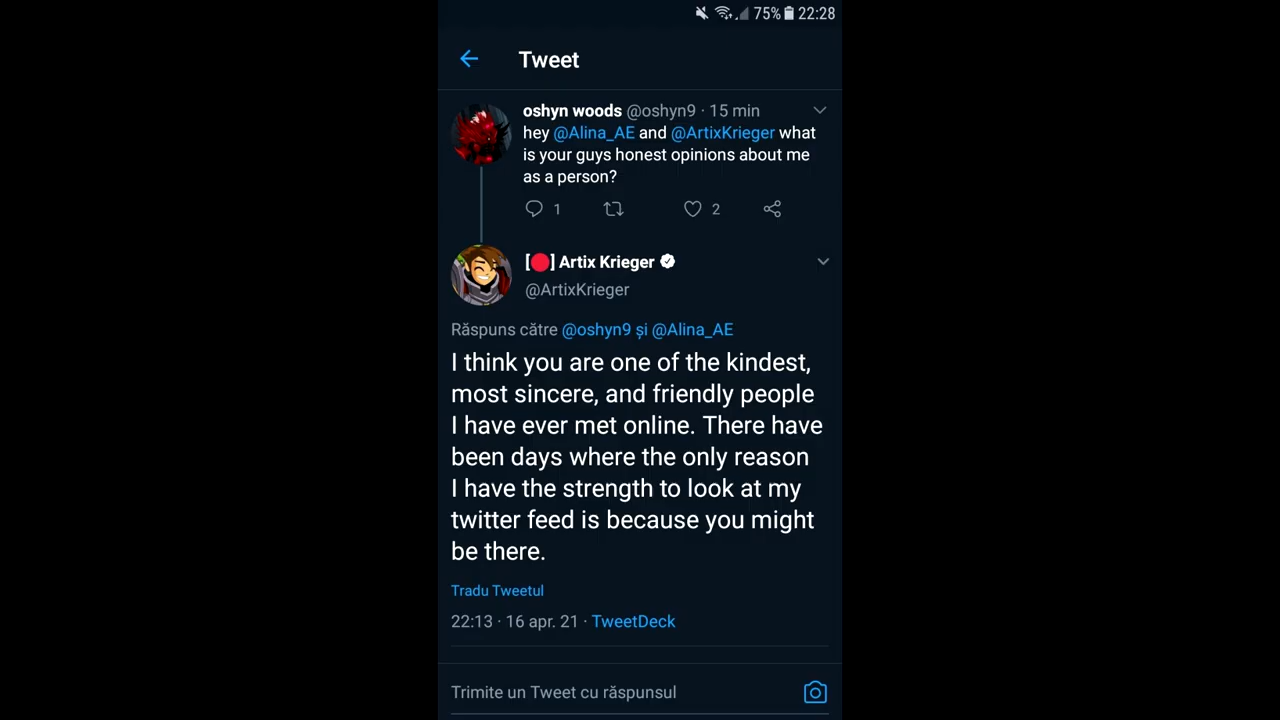 75% 22:28
Tweet
oshyn woods @oshyn9 · 15 min
hey @Alina_AE and @ArtixKrieger what
is your guys honest opinions about me
as a person?
1 2
[🔴] Artix Krieger
@ArtixKrieger
Răspuns către @oshyn9 și @Alina_AE
I think you are one of the kindest,
most sincere, and friendly people
I have ever met online. There have
been days where the only reason
I have the strength to look at my
twitter feed is because you might
be there.
Tradu Tweetul
22:13 · 16 apr. 21 · TweetDeck
Trimite un Tweet cu răspunsul